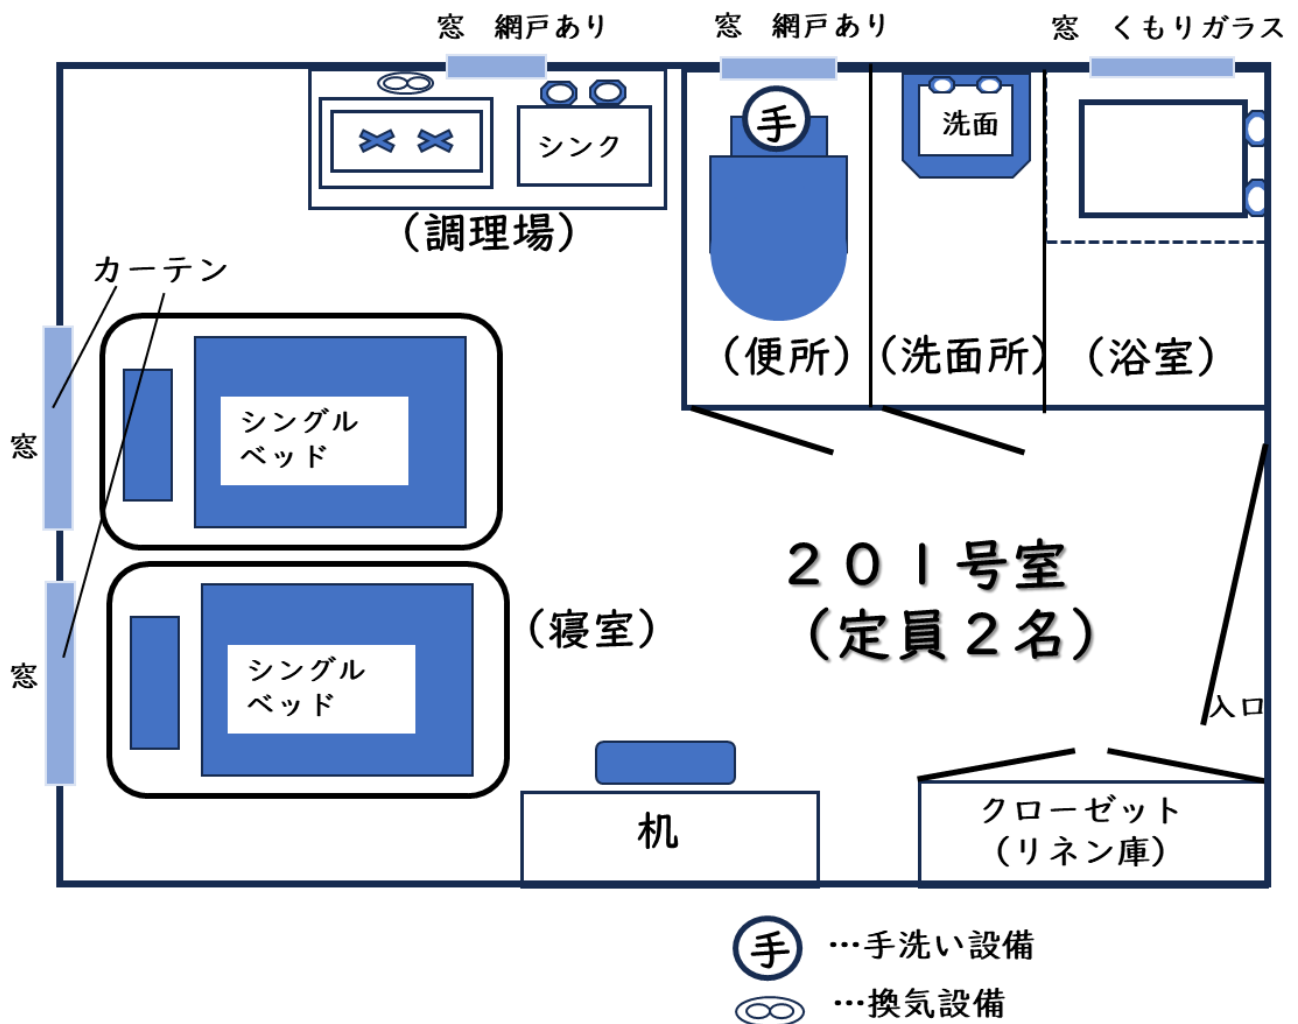 窓　網戸あり
窓　網戸あり
窓　くもりガラス
手
洗面
シンク
（調理場）
カーテン
（便所）
（洗面所）
（浴室）
シングル
ベッド
窓
２０１号室
（定員２名）
（寝室）
シングル
ベッド
窓
入口
机
クローゼット
（リネン庫）
手 …手洗い設備
…換気設備